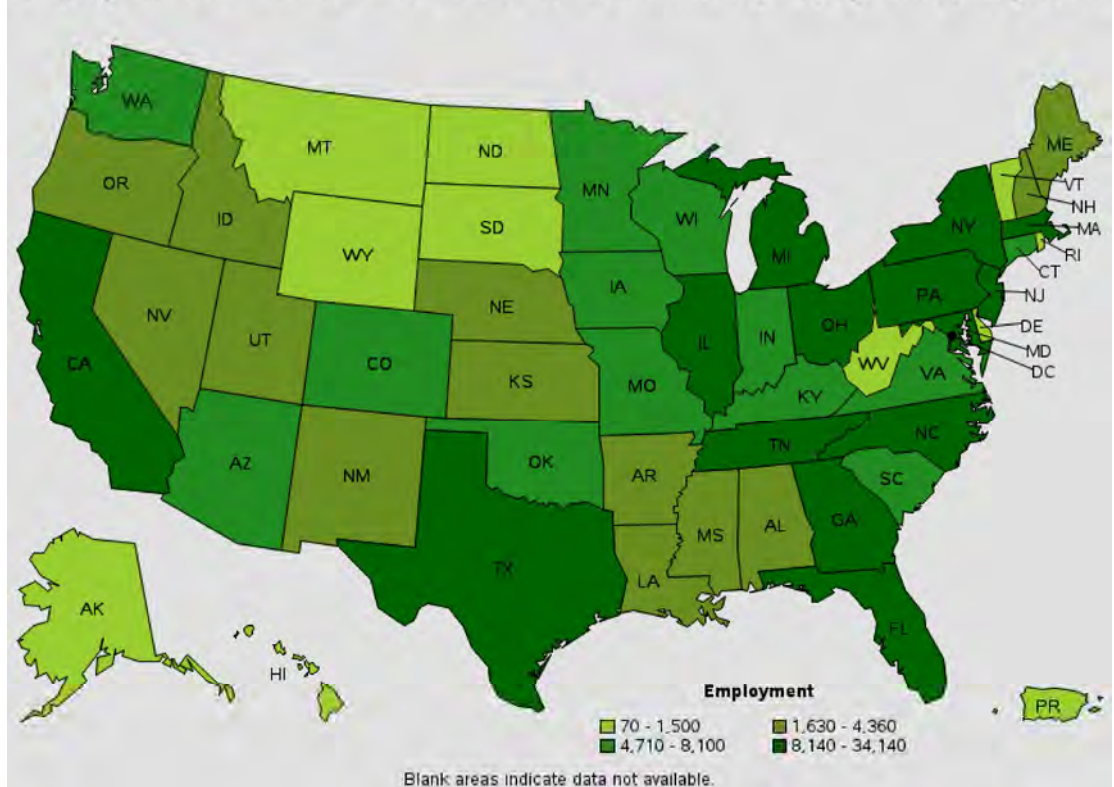 WA
MT
ND
ME
OR
MN
VT
ID
NH
SD
WI
NY
MA
WY
MI
RI
CT
IA
PA
NJ
NE
NV
OH
DE
UT
IL
IN
MD
CA
CO
WV
DC
KS
MO
VA
KY
NC
TN
AZ
OK
NM
AR
SC
MS
AL
GA
TX
LA
AK
FL
HI
Employment
PR
70 - 1,500
1,630 - 4,360
4,710 - 8,100
8,140 - 34,140
Blank areas indicate data not available.